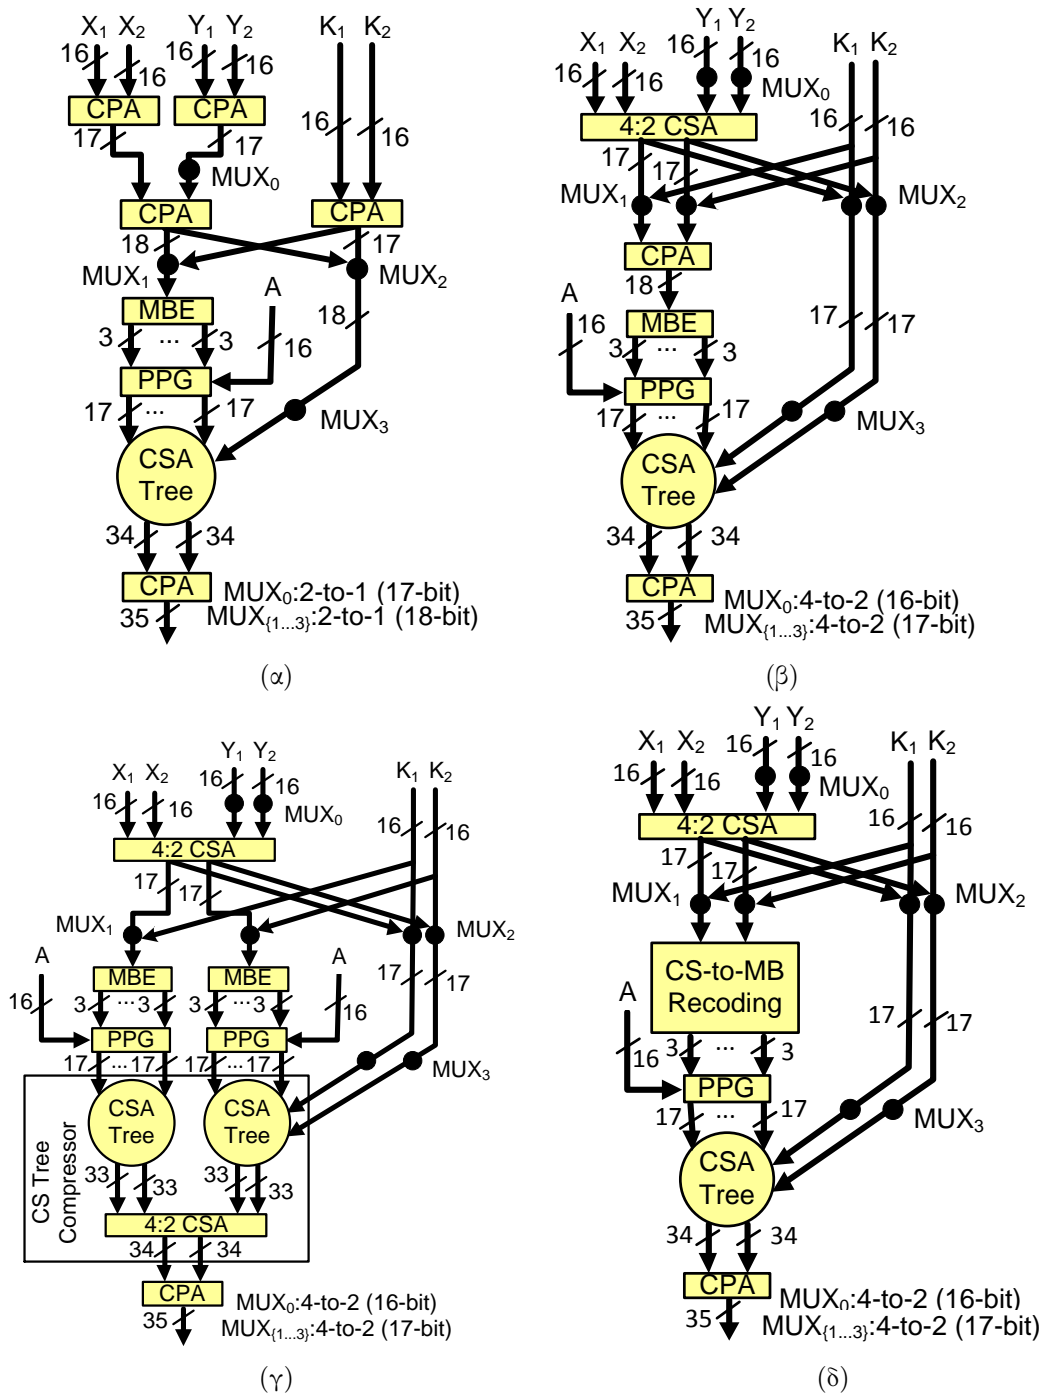 X₁ X₂ Y₁ Y₂ K₁ K₂
16 16 16 16
CPA CPA
17 17 16 16
MUX₀
CPA CPA
18 17
MUX₁ MUX₂
A
MBE 18
3 ... 3 16
PPG
17 ... 17
MUX₃
CSA
Tree
34 34
CPA
35
MUX₀:2-to-1 (17-bit)
MUX{1...3}:2-to-1 (18-bit)
(α)
Y₁ Y₂
X₁ X₂ 16 16 K₁ K₂
16 16 MUX₀
4:2 CSA 16 16
17 17
MUX₁ MUX₂
CPA
A 18
16 MBE 17 17
3 ... 3
PPG
17 ... 17
MUX₃
CSA
Tree
34 34
CPA
35
MUX₀:4-to-2 (16-bit)
MUX{1...3}:4-to-2 (17-bit)
(β)
Y₁ Y₂
X₁ X₂ 16 16 K₁ K₂
16 16 MUX₀
16 16
4:2 CSA
17 17
MUX₁ MUX₂
A A
MBE MBE 17 17
16 3 ... 3 3 ... 3 16
PPG PPG
17 ... 17 17 ... 17
MUX₃
CSA CSA
Tree Tree
CS Tree
Compressor
33 33 33 33
4:2 CSA
34 34
CPA
35
MUX₀:4-to-2 (16-bit)
MUX{1...3}:4-to-2 (17-bit)
(γ)
Y₁ Y₂
X₁ X₂ 16 16 K₁ K₂
16 16 MUX₀
4:2 CSA 16 16
17 17
MUX₁ MUX₂
CS-to-MB
Recoding
A
17 17
16 3 ... 3
PPG
17 ... 17
MUX₃
CSA
Tree
34 34
CPA
35
MUX₀:4-to-2 (16-bit)
MUX{1...3}:4-to-2 (17-bit)
(δ)